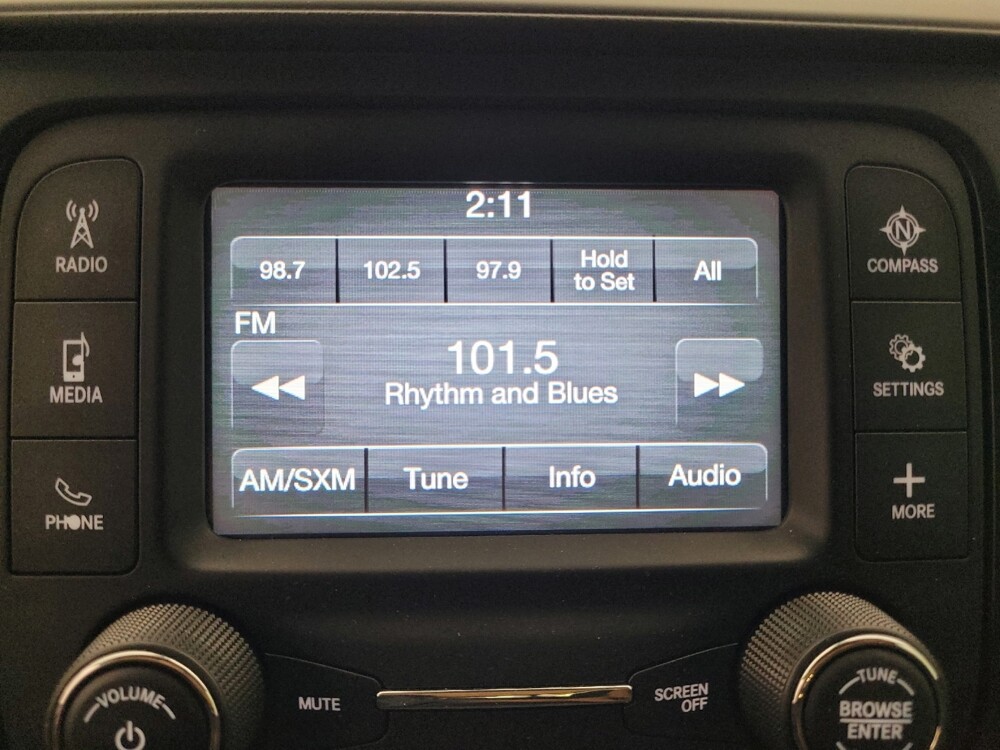 2:11
98.7 102.5 97.9 Hold to Set All
FM
101.5
Rhythm and Blues
AM/SXM Tune Info Audio
RADIO
MEDIA
PHONE
N
COMPASS
SETTINGS
MORE
VOLUME
MUTE
SCREEN
OFF
TUNE
BROWSE
ENTER